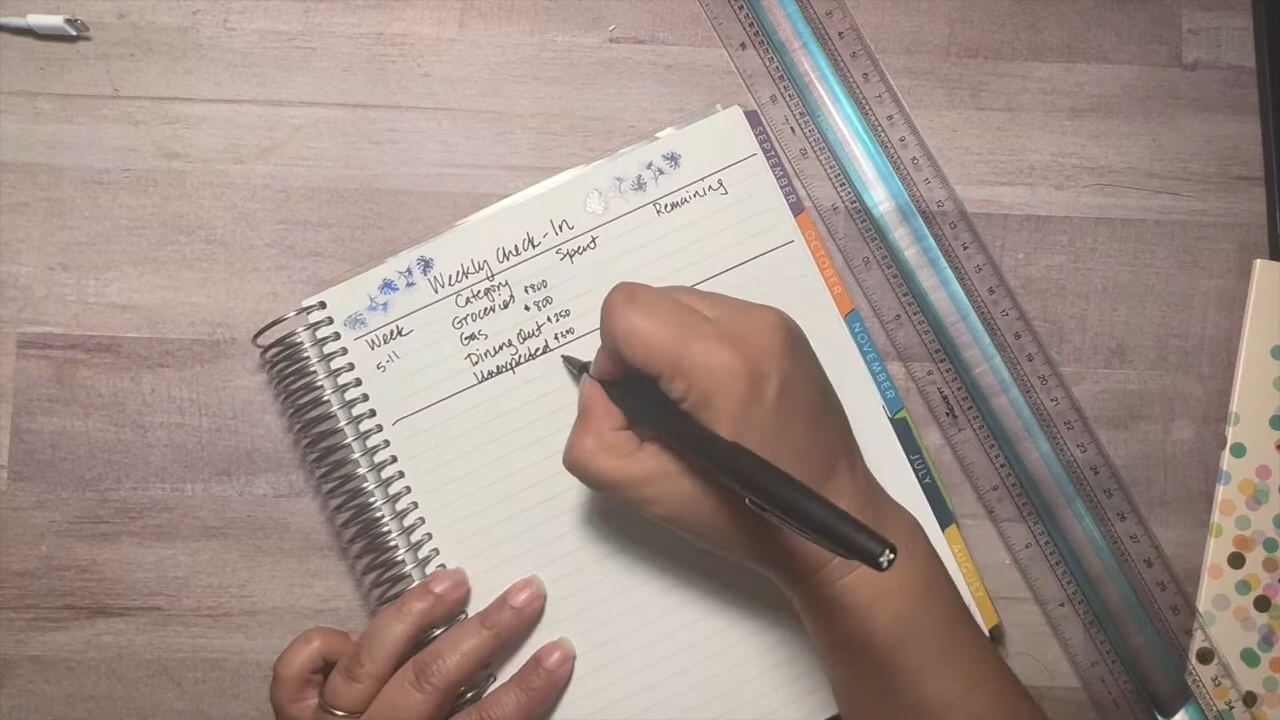 Weekly Check-In
Week Category Spent Remaining
5-11 Groceries $800
Gas $800
Dining Out $250
Unexpected $300
SEPTEMBER
OCTOBER
NOVEMBER
JULY
AUGUST